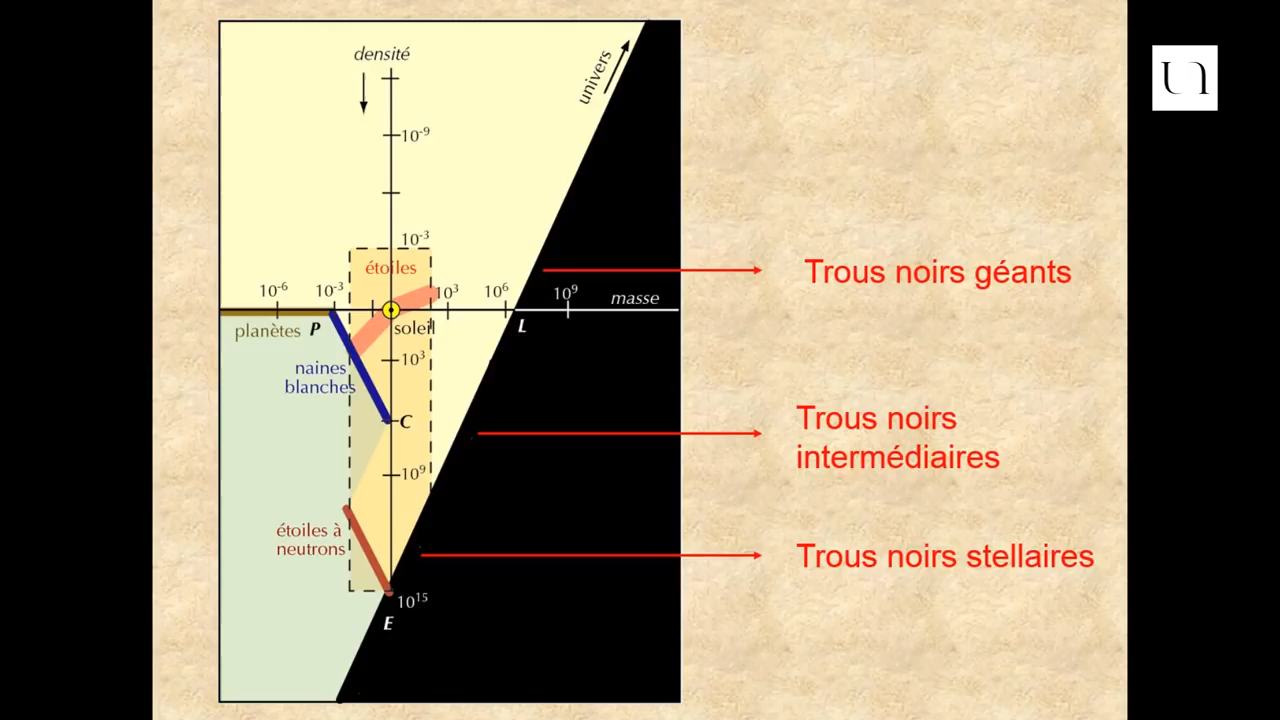 densité
univers
10⁻⁹
10⁻³
étoiles
10⁻⁶
10⁻³
10³
10⁶
10⁹
masse
planètes
P
soleil
L
10³
naines
blanches
C
10⁹
étoiles à
neutrons
10¹⁵
E
Trous noirs géants
Trous noirs
intermédiaires
Trous noirs stellaires